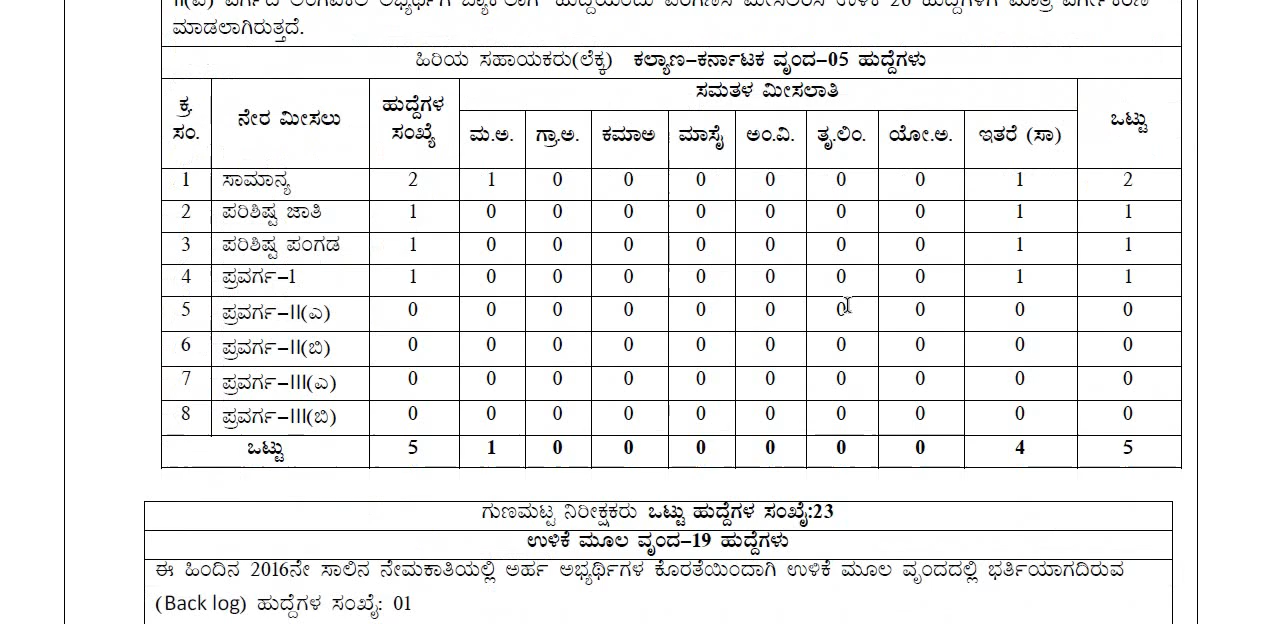 ಮಾಡಲಾಗಿರುತ್ತದೆ.
ಹಿರಿಯ ಸಹಾಯಕರು(ಲೆಕ್ಕ) ಕಲ್ಯಾಣ-ಕರ್ನಾಟಕ ವೃಂದ-05 ಹುದ್ದೆಗಳು
ಕ್ರ. ಸಂ. ನೇರ ಮೀಸಲು ಹುದ್ದೆಗಳ ಸಂಖ್ಯೆ ಸಮತಳ ಮೀಸಲಾತಿ ಒಟ್ಟು
ಮ.ಅ. ಗ್ರಾ.ಅ. ಕಮಾಅ ಮಾಸೈ ಅಂ.ವಿ. ತೃ.ಲಿಂ. ಯೋ.ಅ. ಇತರೆ (ಸಾ)
1 ಸಾಮಾನ್ಯ 2 1 0 0 0 0 0 0 1 2
2 ಪರಿಶಿಷ್ಟ ಜಾತಿ 1 0 0 0 0 0 0 0 1 1
3 ಪರಿಶಿಷ್ಟ ಪಂಗಡ 1 0 0 0 0 0 0 0 1 1
4 ಪ್ರವರ್ಗ-I 1 0 0 0 0 0 0 0 1 1
5 ಪ್ರವರ್ಗ-II(ಎ) 0 0 0 0 0 0 0 0 0 0
6 ಪ್ರವರ್ಗ-II(ಬಿ) 0 0 0 0 0 0 0 0 0 0
7 ಪ್ರವರ್ಗ-III(ಎ) 0 0 0 0 0 0 0 0 0 0
8 ಪ್ರವರ್ಗ-III(ಬಿ) 0 0 0 0 0 0 0 0 0 0
ಒಟ್ಟು 5 1 0 0 0 0 0 0 4 5
ಗುಣಮಟ್ಟ ನಿರೀಕ್ಷಕರು ಒಟ್ಟು ಹುದ್ದೆಗಳ ಸಂಖ್ಯೆ:23
ಉಳಿಕೆ ಮೂಲ ವೃಂದ-19 ಹುದ್ದೆಗಳು
ಈ ಹಿಂದಿನ 2016ನೇ ಸಾಲಿನ ನೇಮಕಾತಿಯಲ್ಲಿ ಅರ್ಹ ಅಭ್ಯರ್ಥಿಗಳ ಕೊರತೆಯಿಂದಾಗಿ ಉಳಿಕೆ ಮೂಲ ವೃಂದದಲ್ಲಿ ಭರ್ತಿಯಾಗದಿರುವ
(Back log) ಹುದ್ದೆಗಳ ಸಂಖ್ಯೆ: 01